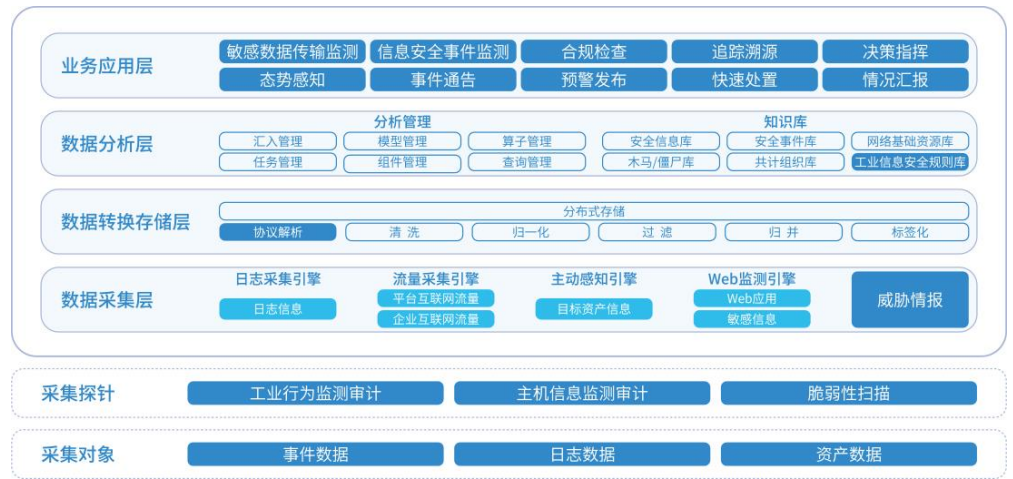 业务应用层
敏感数据传输监测 信息安全事件监测 合规检查 追踪溯源 决策指挥
态势感知 事件通告 预警发布 快速处置 情况汇报
数据分析层
分析管理 知识库
汇入管理 模型管理 算子管理 安全信息库 安全事件库 网络基础资源库
任务管理 组件管理 查询管理 木马/僵尸库 共计组织库 工业信息安全规则库
数据转换存储层
分布式存储
协议解析 清 洗 归一化 过 滤 归 并 标签化
数据采集层
日志采集引擎 流量采集引擎 主动感知引擎 Web监测引擎
日志信息 平台互联网流量 目标资产信息 Web应用 威胁情报
企业互联网流量 敏感信息
采集探针 工业行为监测审计 主机信息监测审计 脆弱性扫描
采集对象 事件数据 日志数据 资产数据